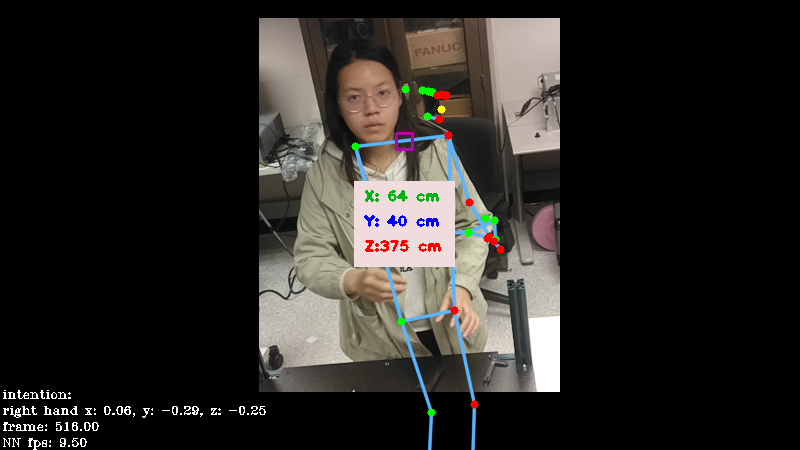 FANUC
X: 64 cm
Y: 40 cm
Z:375 cm
intention:
right hand x: 0.06, y: -0.29, z: -0.25
frame: 516.00
NN fps: 9.50